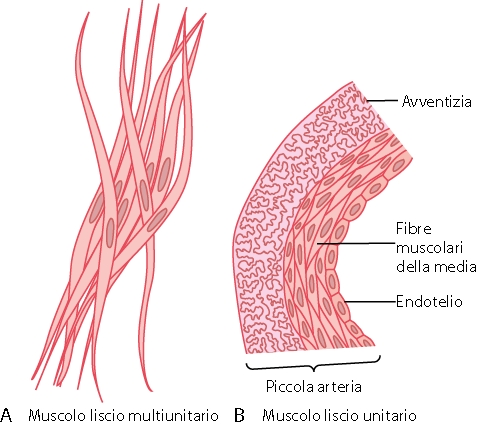 Avventizia
Fibre
muscolari
della media
Endotelio
Piccola arteria
A Muscolo liscio multiunitario
B Muscolo liscio unitario